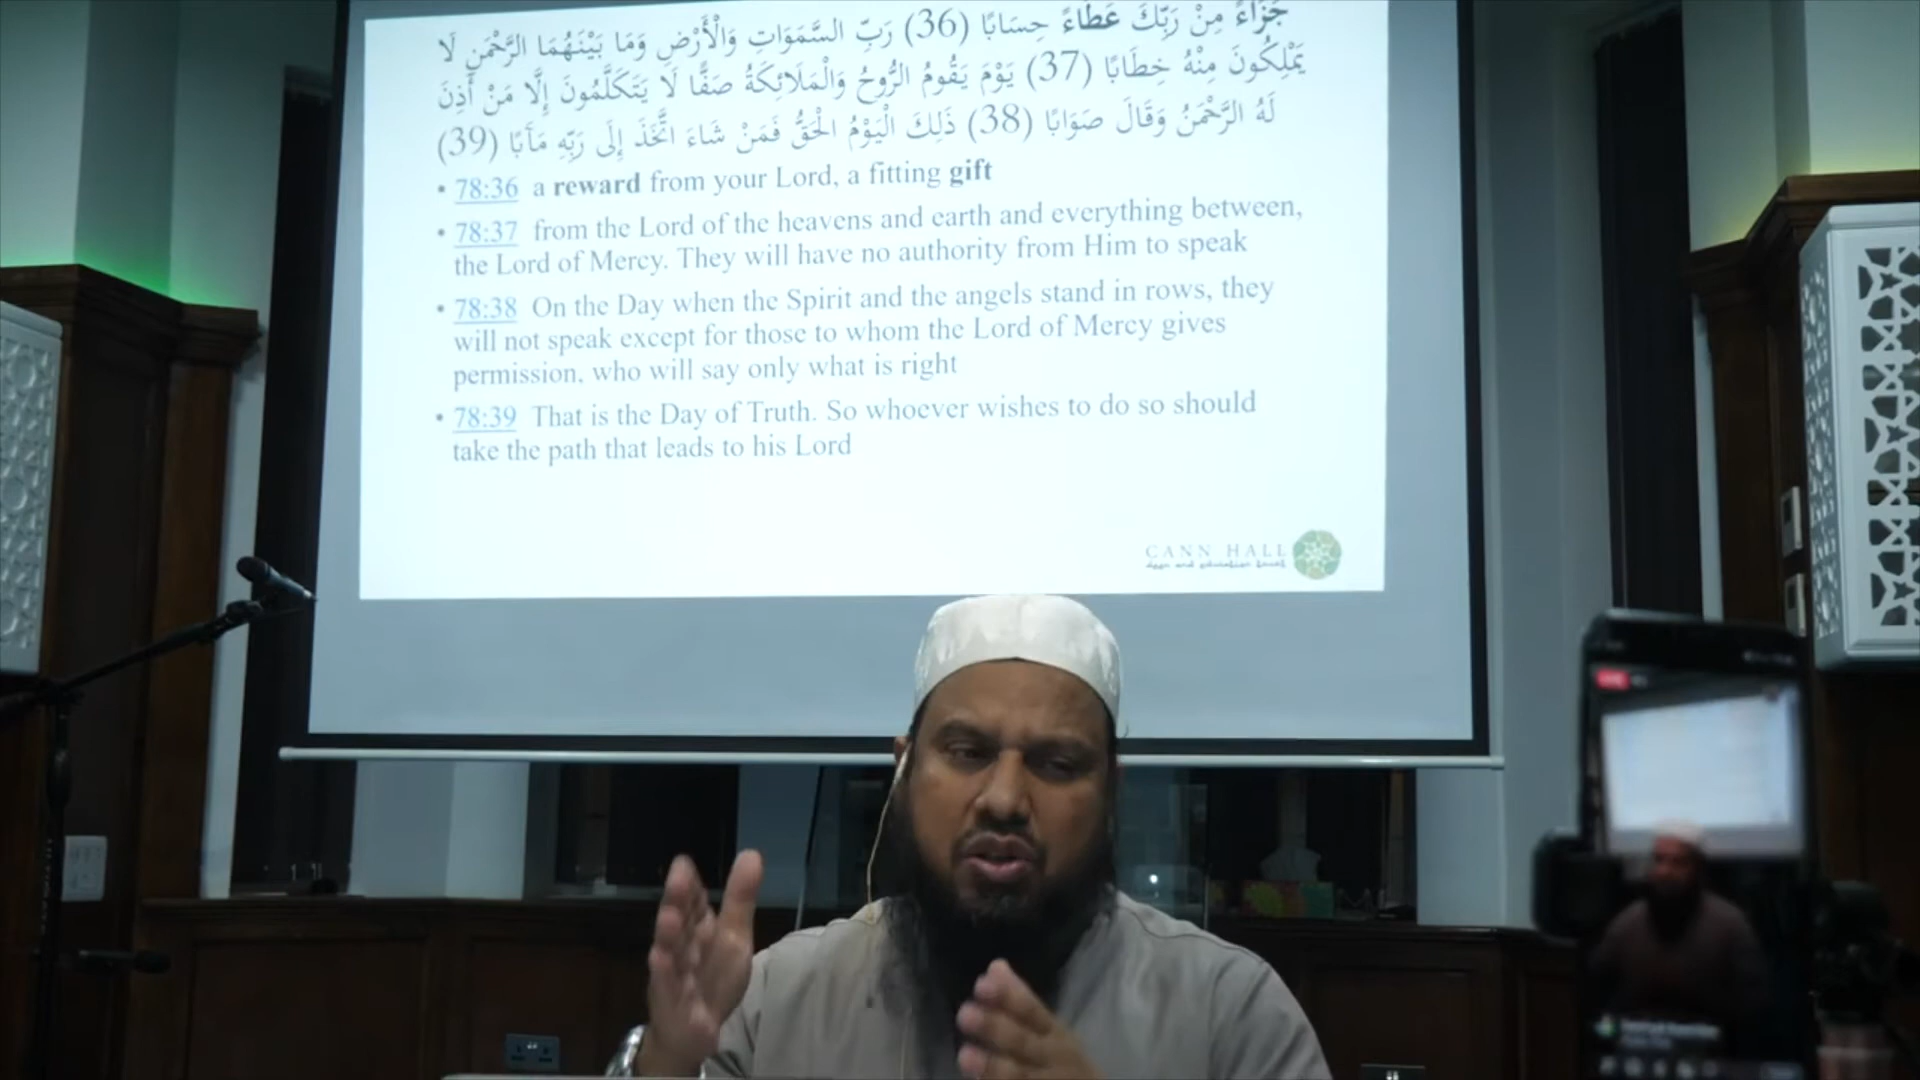 جَزَاءً مِنْ رَبِّكَ عَطَاءً حِسَابًا (36) رَبِّ السَّمَوَاتِ وَالْأَرْضِ وَمَا بَيْنَهُمَا الرَّحْمَنِ لَا
يَمْلِكُونَ مِنْهُ خِطَابًا (37) يَوْمَ يَقُومُ الرُّوحُ وَالْمَلَائِكَةُ صَفًّا لَا يَتَكَلَّمُونَ إِلَّا مَنْ أَذِنَ
لَهُ الرَّحْمَنُ وَقَالَ صَوَابًا (38) ذَلِكَ الْيَوْمُ الْحَقُّ فَمَنْ شَاءَ اتَّخَذَ إِلَى رَبِّهِ مَآبًا (39)
• 78:36 a reward from your Lord, a fitting gift
• 78:37 from the Lord of the heavens and earth and everything between,
the Lord of Mercy. They will have no authority from Him to speak
• 78:38 On the Day when the Spirit and the angels stand in rows, they
will not speak except for those to whom the Lord of Mercy gives
permission, who will say only what is right
• 78:39 That is the Day of Truth. So whoever wishes to do so should
take the path that leads to his Lord
CANN HALL
deen and education trust